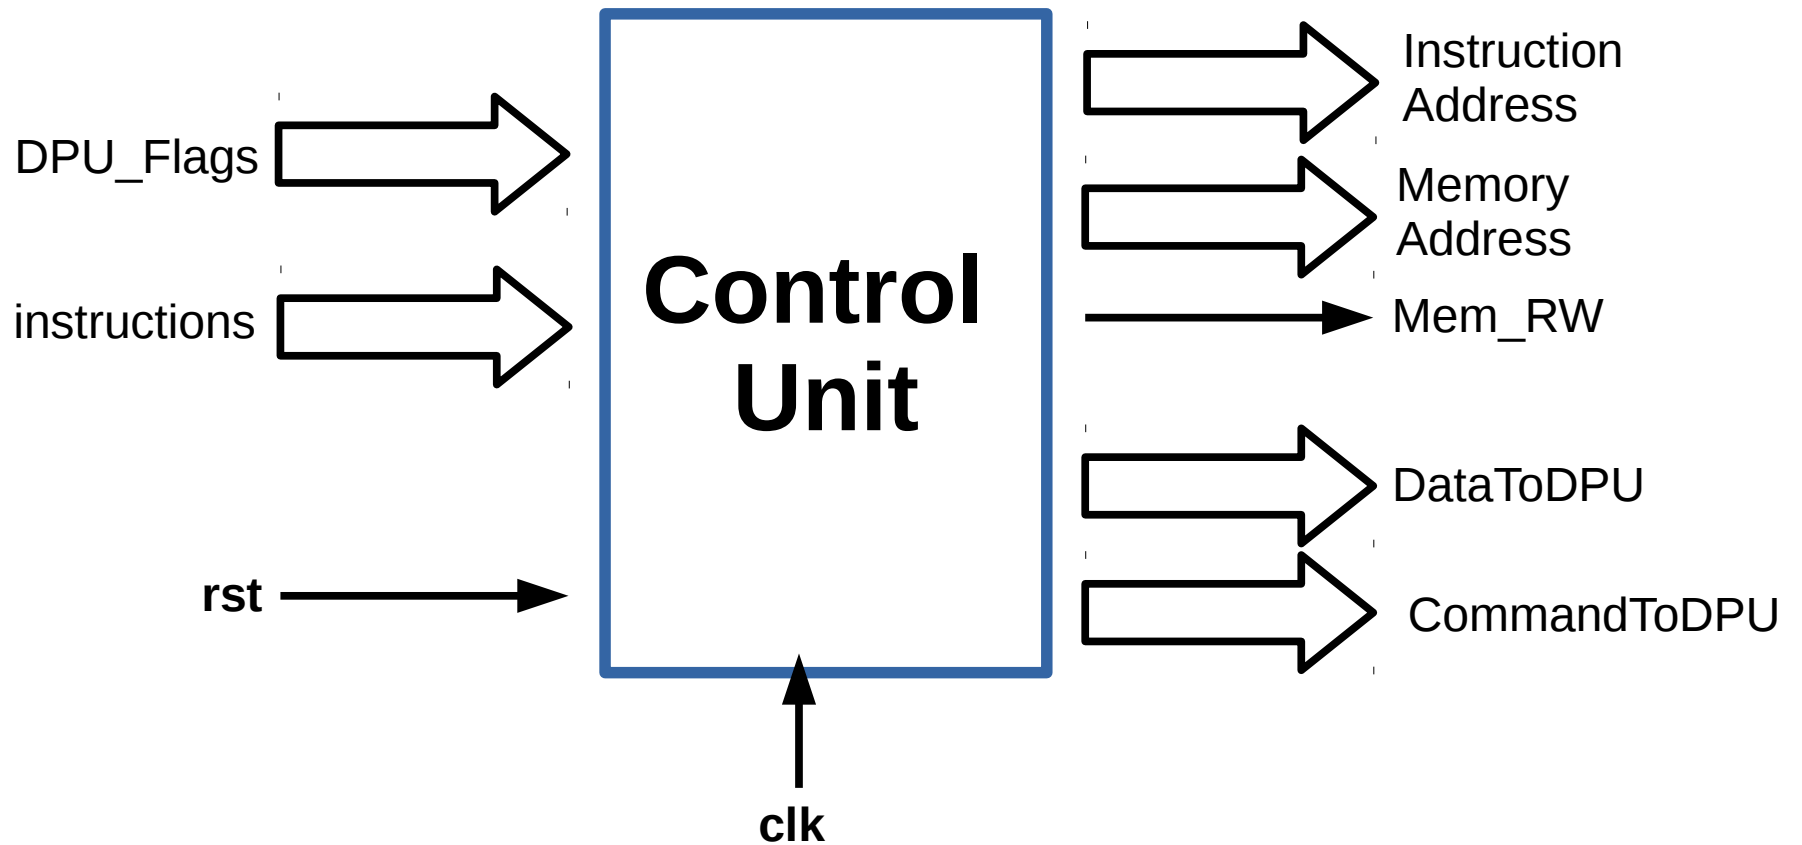 DPU_Flags
instructions
rst
Control
Unit
clk
Instruction
Address
Memory
Address
Mem_RW
DataToDPU
CommandToDPU